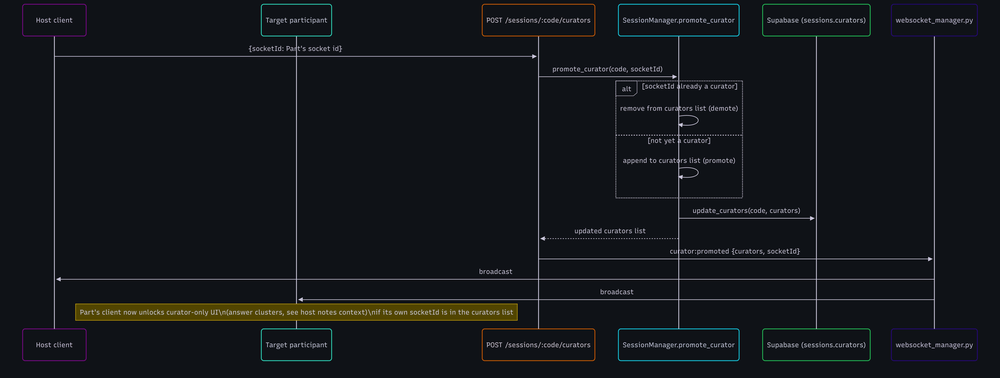 Host client
Target participant
POST /sessions/:code/curators
SessionManager.promote_curator
Supabase (sessions.curators)
websocket_manager.py
{socketId: Part's socket id}
promote_curator(code, socketId)
alt
[socketId already a curator]
remove from curators list (demote)
[not yet a curator]
append to curators list (promote)
update_curators(code, curators)
updated curators list
curator:promoted {curators, socketId}
broadcast
broadcast
Part's client now unlocks curator-only UI\n(answer clusters, see host notes context)\nif its own socketId is in the curators list
Host client
Target participant
POST /sessions/:code/curators
SessionManager.promote_curator
Supabase (sessions.curators)
websocket_manager.py